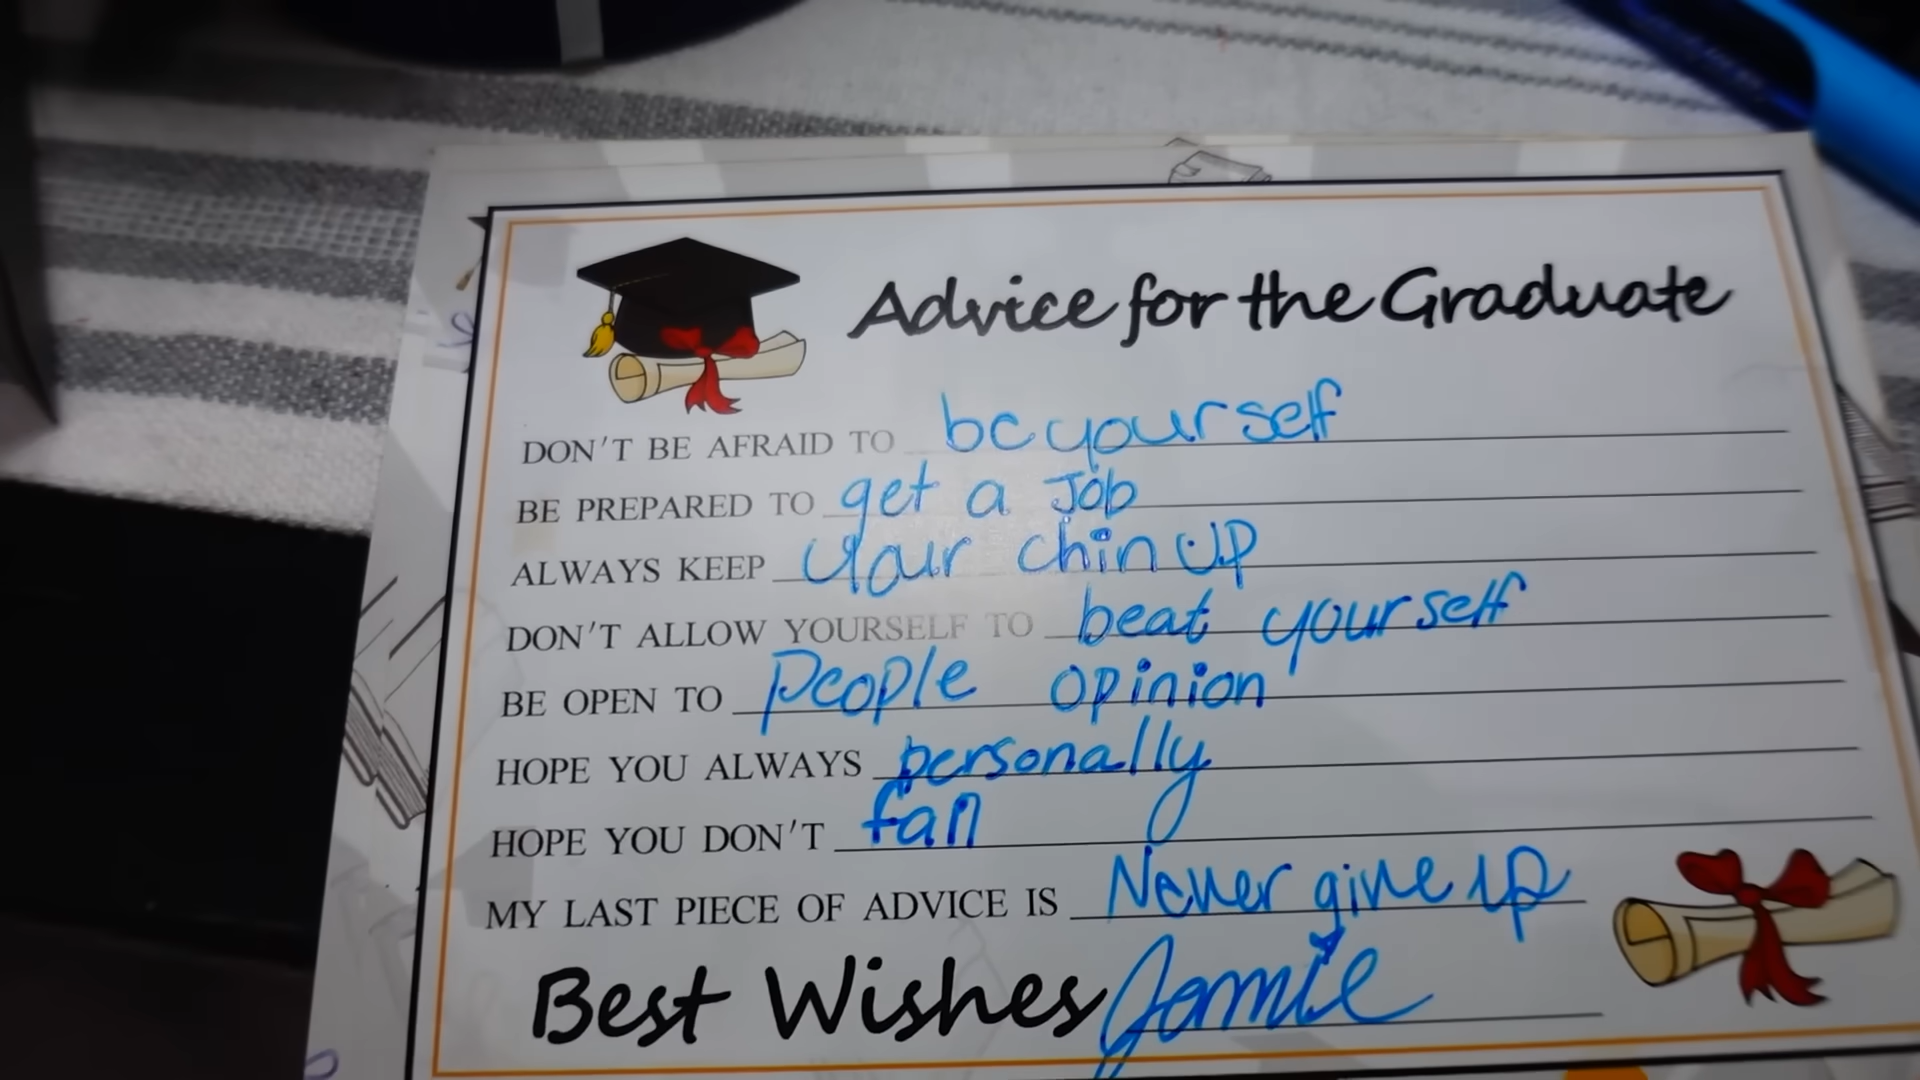 Advice for the Graduate
DON'T BE AFRAID TO be yourself
BE PREPARED TO get a Job
ALWAYS KEEP your chin up
DON'T ALLOW YOURSELF TO beat yourself
BE OPEN TO people opinion
HOPE YOU ALWAYS personally
HOPE YOU DON'T fail
MY LAST PIECE OF ADVICE IS Never give up
Best Wishes Jamie